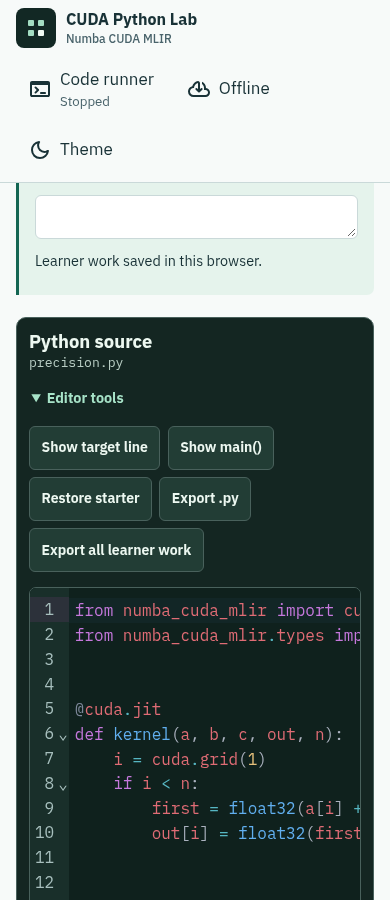 CUDA Python Lab
Numba CUDA MLIR
Code runner
Stopped
Offline
Theme
Learner work saved in this browser.
Python source
precision.py
▼ Editor tools
Show target line
Show main()
Restore starter
Export .py
Export all learner work
1 from numba_cuda_mlir import cu
2 from numba_cuda_mlir.types imp
3
4
5 @cuda.jit
6 def kernel(a, b, c, out, n):
7     i = cuda.grid(1)
8     if i < n:
9         first = float32(a[i] +
10         out[i] = float32(first
11
12